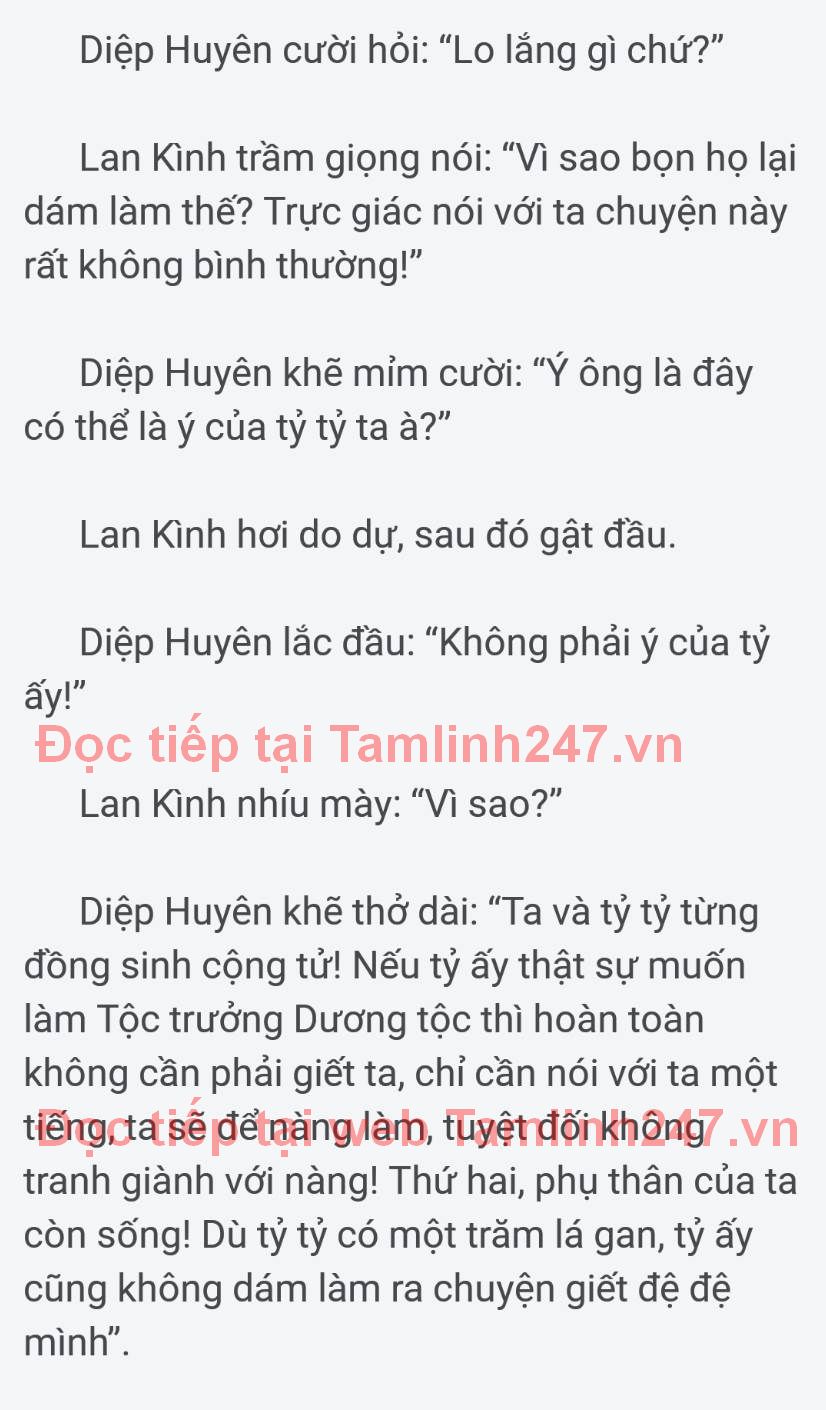 Diệp Huyên cười hỏi: “Lo lắng gì chứ?”
Lan Kình trầm giọng nói: “Vì sao bọn họ lại
dám làm thế? Trực giác nói với ta chuyện này
rất không bình thường!”
Diệp Huyên khẽ mỉm cười: “Ý ông là đây
có thể là ý của tỷ tỷ ta à?”
Lan Kình hơi do dự, sau đó gật đầu.
Diệp Huyên lắc đầu: “Không phải ý của tỷ
ấy!”
Đọc tiếp tại Tamlinh247.vn
Lan Kình nhíu mày: “Vì sao?”
Diệp Huyên khẽ thở dài: “Ta và tỷ tỷ từng
đồng sinh cộng tử! Nếu tỷ ấy thật sự muốn
làm Tộc trưởng Dương tộc thì hoàn toàn
không cần phải giết ta, chỉ cần nói với ta một
tiếng, ta sẽ để nàng làm, tuyệt đối không
Đọc tiếp tại web Tamlinh247.vn
tranh giành với nàng! Thứ hai, phụ thân của ta
còn sống! Dù tỷ tỷ có một trăm lá gan, tỷ ấy
cũng không dám làm ra chuyện giết đệ đệ
mình”.